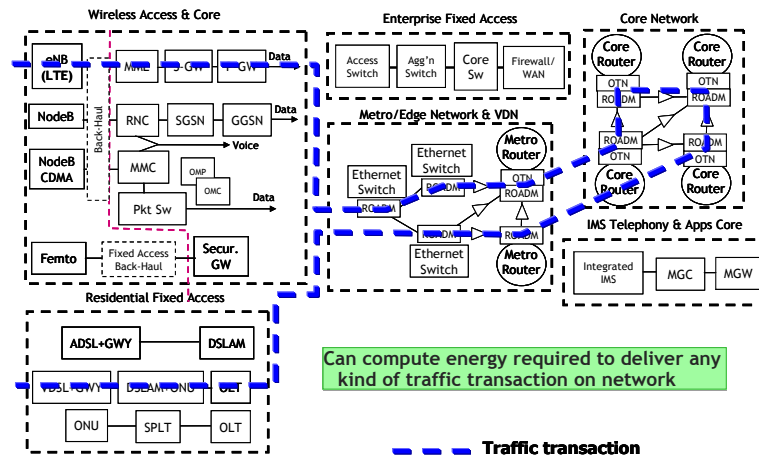 Wireless Access & Core
eNB
(LTE)
MME
S-GW
P-GW
Data
NodeB
Back-Haul
RNC
SGSN
GGSN
Data
Voice
NodeB
CDMA
MMC
OMP
OMC
Pkt Sw
Data
Femto
Fixed Access
Back-Haul
Secur.
GW
Residential Fixed Access
ADSL+GWY
DSLAM
VDSL+GWY
DSLAM+ONU
OLT
ONU
SPLT
OLT
Enterprise Fixed Access
Access
Switch
Agg'n
Switch
Core
Sw
Firewall/
WAN
Metro/Edge Network & VDN
Ethernet
Switch
Ethernet
Switch
ROADM
ROADM
Metro
Router
OTN
ROADM
ROADM
ROADM
Ethernet
Switch
Metro
Router
Core Network
Core
Router
OTN
ROADM
Core
Router
OTN
ROADM
ROADM
OTN
Core
Router
ROADM
OTN
Core
Router
IMS Telephony & Apps Core
Integrated
IMS
MGC
MGW
Can compute energy required to deliver any
kind of traffic transaction on network
Traffic transaction